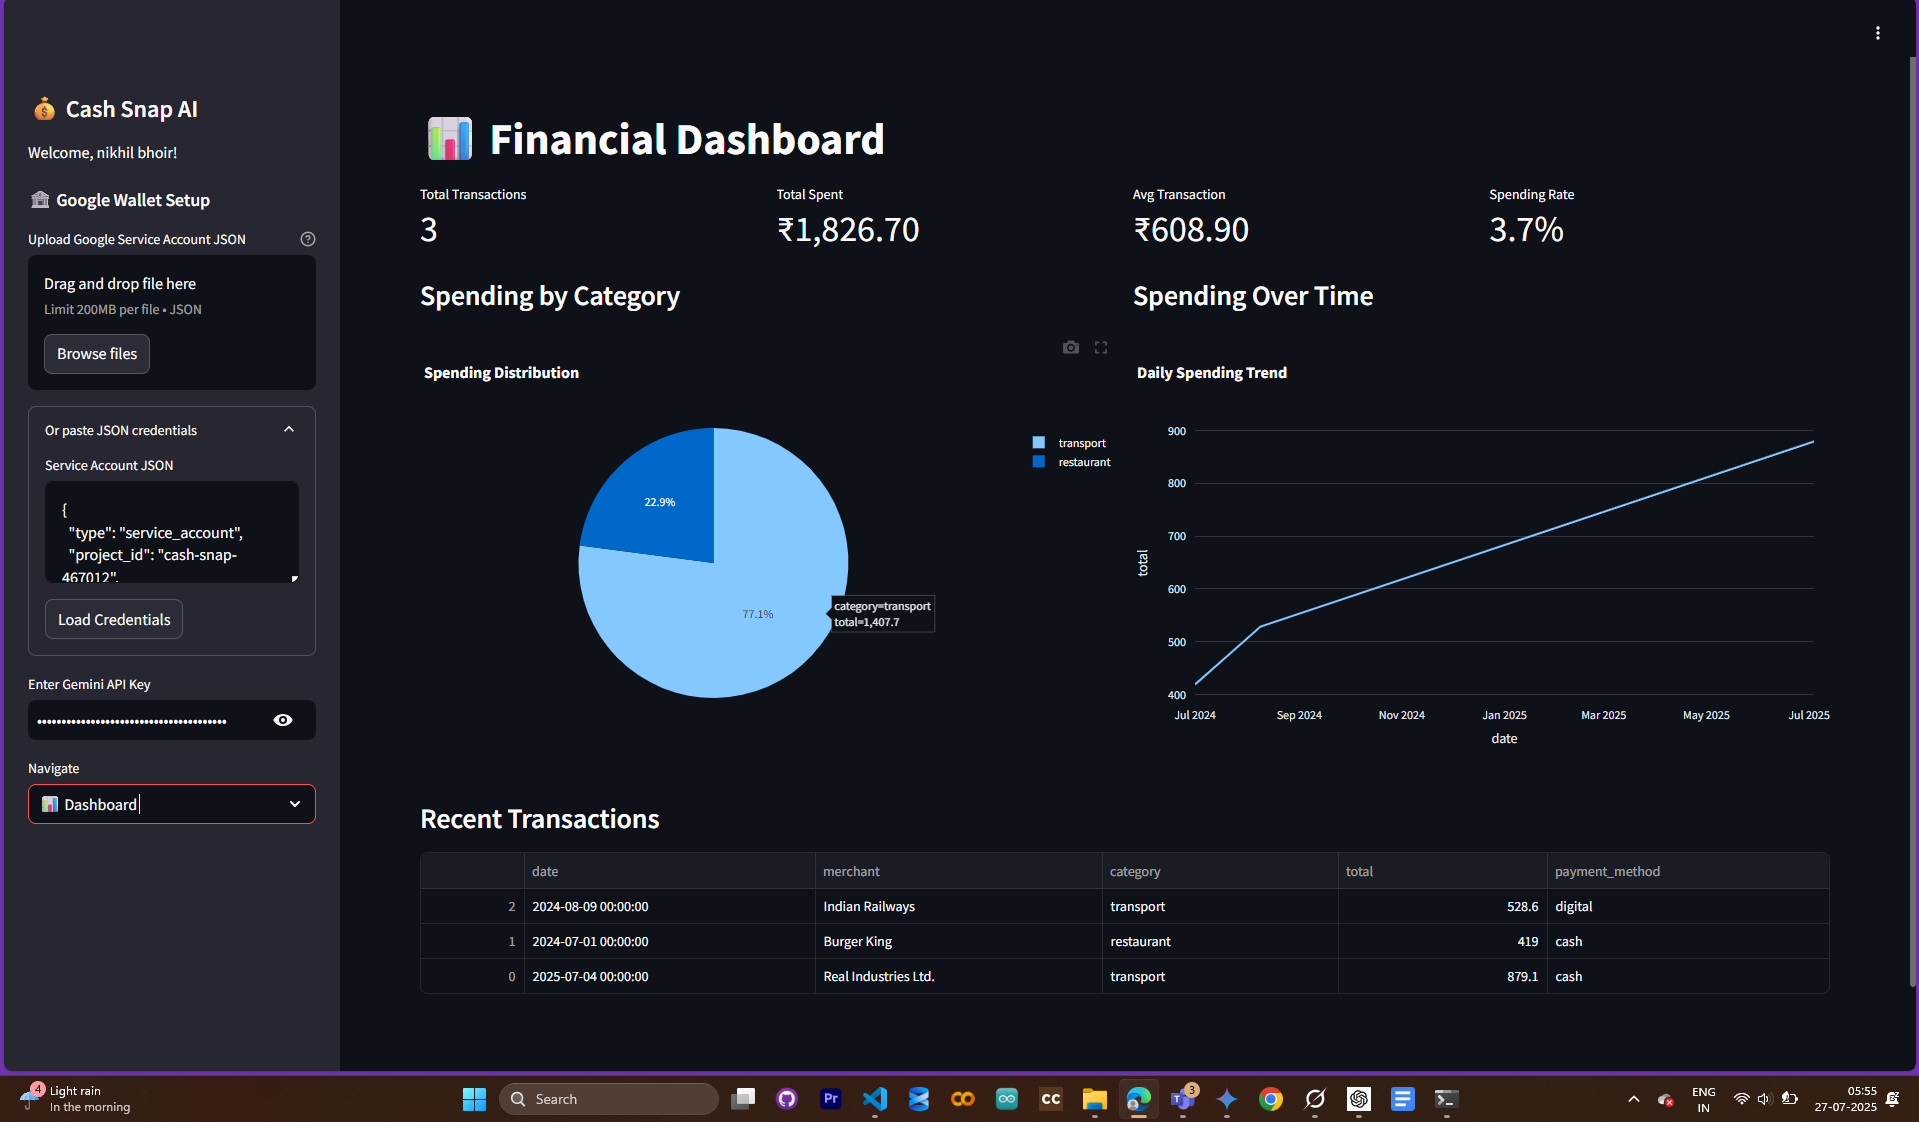 Cash Snap AI
Welcome, nikhil bhoir!
Google Wallet Setup
Upload Google Service Account JSON
Drag and drop file here
Limit 200MB per file • JSON
Browse files
Or paste JSON credentials
Service Account JSON
{
"type": "service_account",
"project_id": "cash-snap-
467012",
Load Credentials
Enter Gemini API Key
Navigate
Dashboard
Financial Dashboard
Total Transactions
3
Total Spent
₹1,826.70
Avg Transaction
₹608.90
Spending Rate
3.7%
Spending by Category
Spending Distribution
22.9%
77.1%
category=transport
total=1,407.7
transport
restaurant
Spending Over Time
Daily Spending Trend
900
800
700
600
500
400
total
Jul 2024 Sep 2024 Nov 2024 Jan 2025 Mar 2025 May 2025 Jul 2025
date
Recent Transactions
date merchant category total payment_method
2 2024-08-09 00:00:00 Indian Railways transport 528.6 digital
1 2024-07-01 00:00:00 Burger King restaurant 419 cash
0 2025-07-04 00:00:00 Real Industries Ltd. transport 879.1 cash
4
Light rain
In the morning
Search
Pr
CC
3
ENG
IN
05:55
27-07-2025